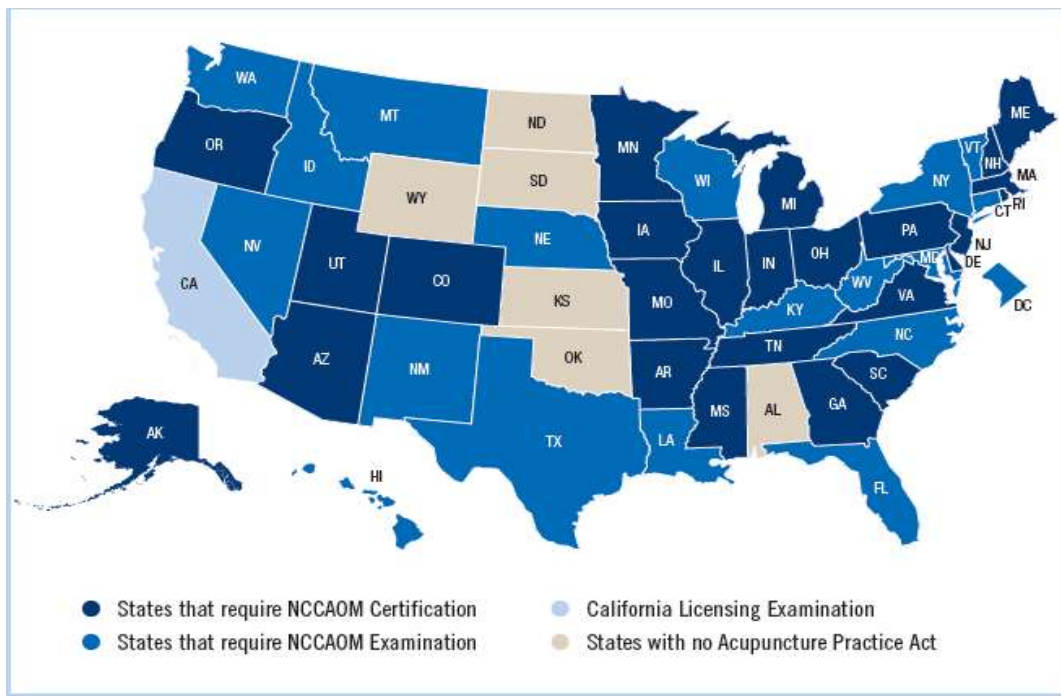 WA
MT
ND
MN
ME
OR
ID
SD
WI
VT
NH
NY
MA
WY
MI
RI
CT
IA
NE
PA
NV
OH
NJ
UT
IL
IN
MD
DE
CA
CO
WV
KS
MO
VA
KY
DC
NC
TN
AZ
OK
NM
AR
SC
MS
AL
GA
AK
TX
LA
HI
FL
States that require NCCAOM Certification
California Licensing Examination
States that require NCCAOM Examination
States with no Acupuncture Practice Act